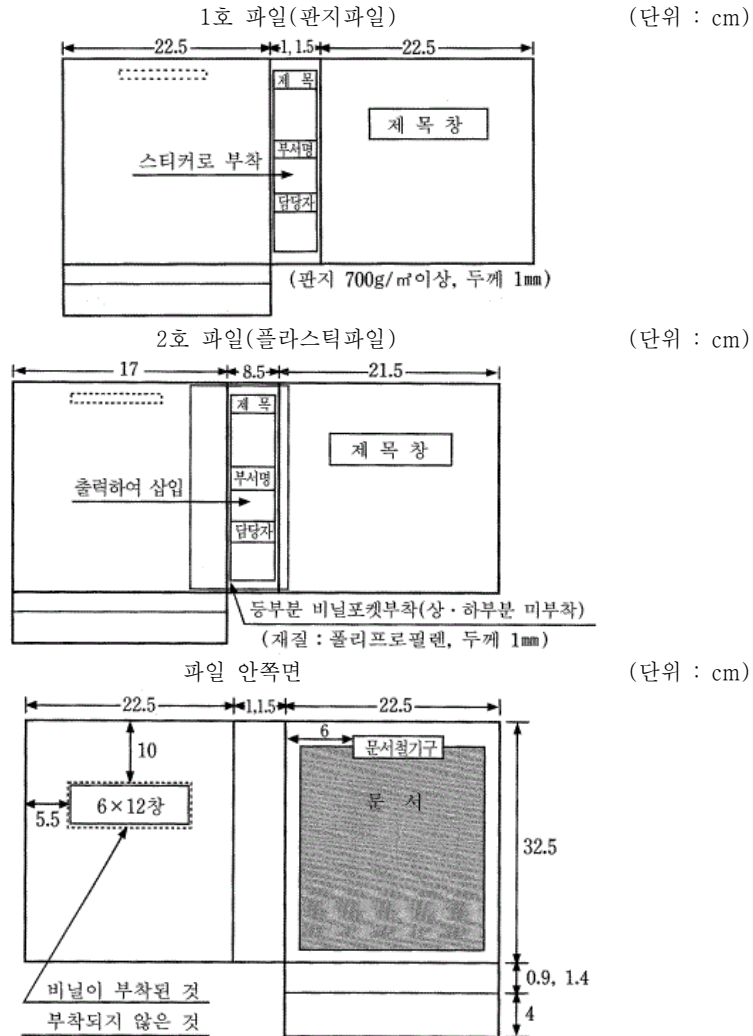 1호 파일(판지파일) (단위 : cm)
22.5 1, 1.5 22.5
제 목
제 목 창
부서명
스티커로 부착
담당자
(판지 700g/㎡이상, 두께 1㎜)
2호 파일(플라스틱파일) (단위 : cm)
17 8.5 21.5
제 목
제 목 창
부서명
출력하여 삽입
담당자
등부분 비닐포켓부착(상·하부분 미부착)
(재질 : 폴리프로필렌, 두께 1㎜)
파일 안쪽면 (단위 : cm)
22.5 1,1.5 22.5
6
문서철기구
10
6×12창
문 서
5.5
32.5
0.9, 1.4
비닐이 부착된 것
4
부착되지 않은 것